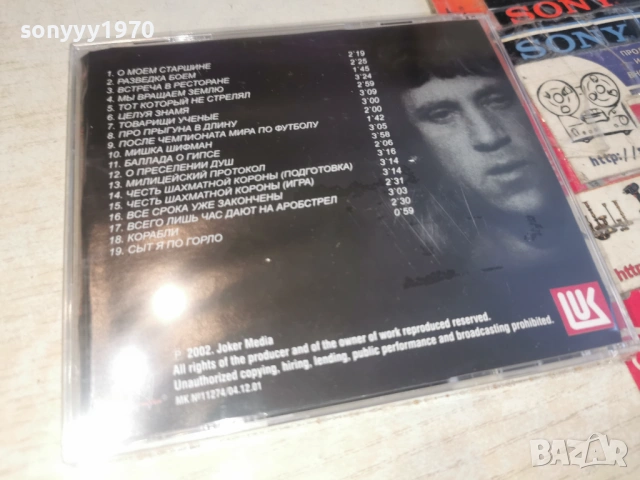 sonyyy1970
1. О МОЕМ СТАРШИНЕ 2'19
2. РАЗВЕДКА БОЕМ 2'25
3. ВСТРЕЧА В РЕСТОРАНЕ 1'45
4. МЫ ВРАЩАЕМ ЗЕМЛЮ 3'24
5. ТОТ КОТОРЫЙ НЕ СТРЕЛЯЛ 2'59
6. ЦЕЛУЯ ЗНАМЯ 3'09
7. ТОВАРИЩИ УЧЕНЫЕ 3'00
8. ПРО ПРЫГУНА В ДЛИНУ 2'00
9. ПОСЛЕ ЧЕМПИОНАТА МИРА ПО ФУТБОЛУ 1'42
10. МИШКА ШИФМАН 3'05
11. БАЛЛАДА О ГИПСЕ 3'58
12. О ПРЕСЕЛЕНИИ ДУШ 2'06
13. МИЛИЦЕЙСКИЙ ПРОТОКОЛ 3'16
14. ЧЕСТЬ ШАХМАТНОЙ КОРОНЫ (ПОДГОТОВКА) 3'14
15. ЧЕСТЬ ШАХМАТНОЙ КОРОНЫ (ИГРА) 3'14
16. ВСЕ СРОКА УЖЕ ЗАКОНЧЕНЫ 2'31
17. ВСЕГО ЛИШЬ ЧАС ДАЮТ НА АРОБСТРЕЛ 3'03
18. КОРАБЛИ 2'30
19. СЫТ Я ПО ГОРЛО 0'59
P 2002. Joker Media
All rights of the producer and of the owner of work reproduced reserved.
Unauthorized copying, hiring, lending, public performance and broadcasting prohibited.
МК №11274/04.12.01
LUK
SONY
SONY
http://
http
BAZAR.bg